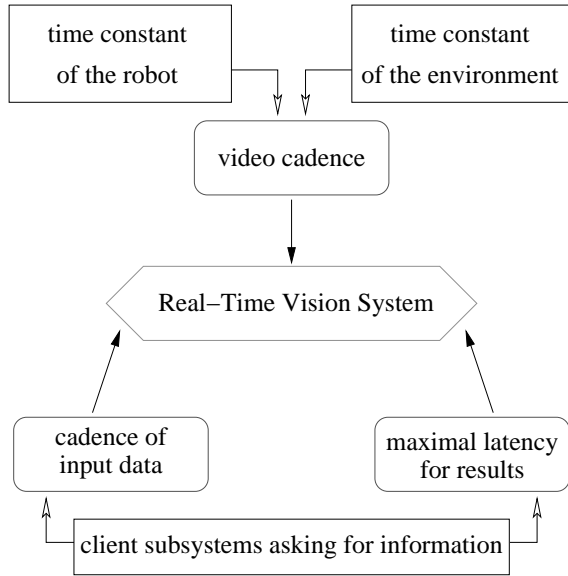 time constant
of the robot
time constant
of the environment
video cadence
Real−Time Vision System
cadence of
input data
maximal latency
for results
client subsystems asking for information